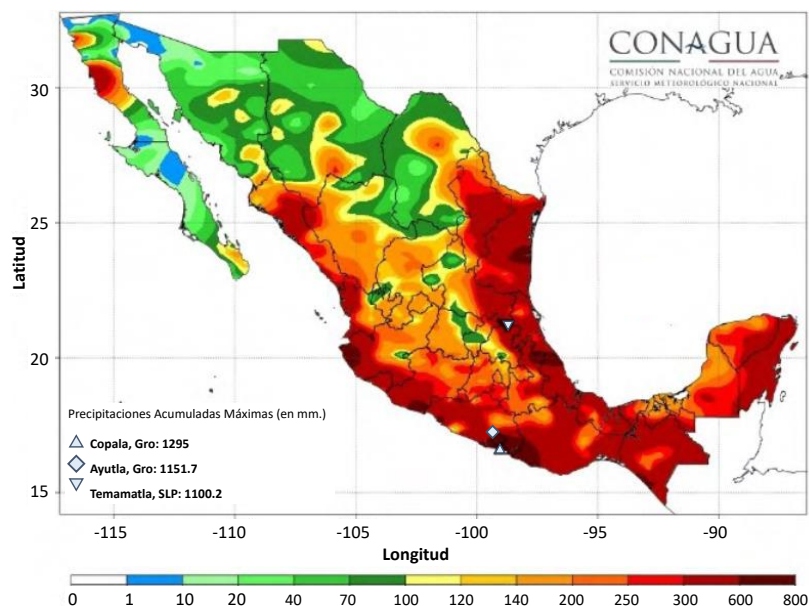 CONAGUA
COMISIÓN NACIONAL DEL AGUA
SERVICIO METEOROLÓGICO NACIONAL
30
25
20
15
Latitud
Precipitaciones Acumuladas Máximas (en mm.)
Copala, Gro: 1295
Ayutla, Gro: 1151.7
Temamatla, SLP: 1100.2
-115 -110 -105 -100 -95 -90
Longitud
0 1 10 20 40 70 100 120 140 200 250 300 600 800